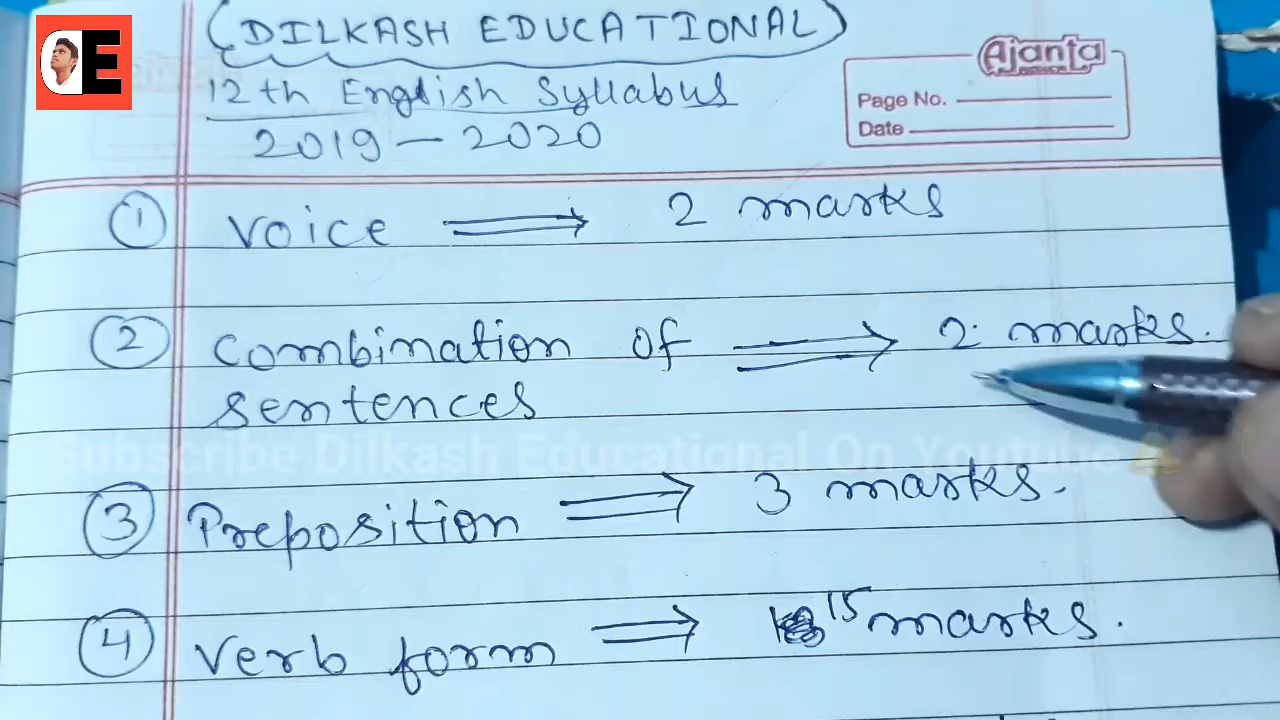 (DILKASH EDUCATIONAL)
12th English Syllabus
2019 - 2020
Ajanta
Page No.
Date
DE
① voice ⟹ 2 marks
② combination of ⟹ 2 marks.
sentences
Subscribe Dilkash Educational On Youtube
③ Preposition ⟹ 3 marks.
④ Verb form ⟹ 15 marks.